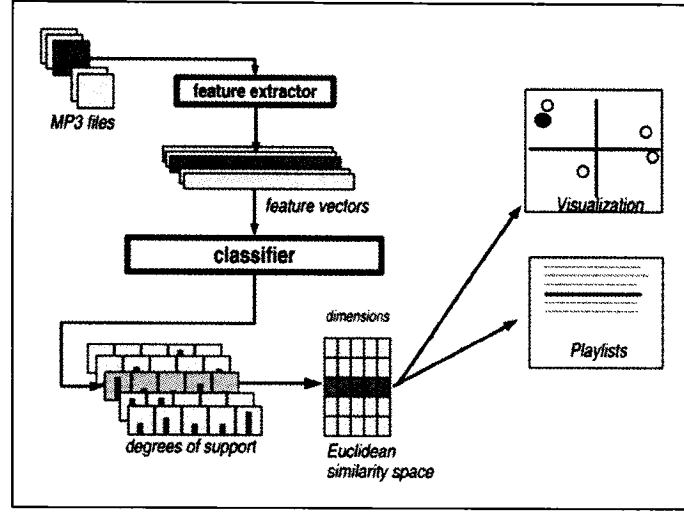 feature extractor
MP3 files
feature vectors
Visualization
classifier
dimensions
Playlists
degrees of support
Euclidean
similarity space